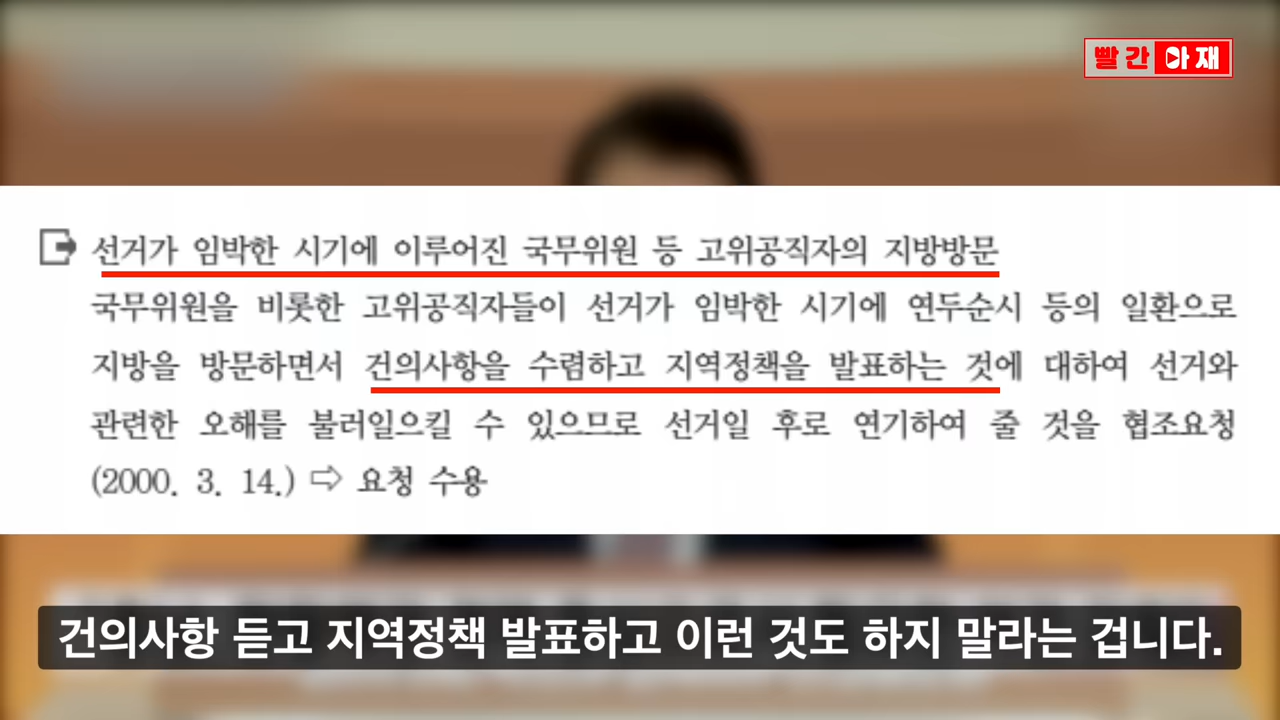 빨간아재
선거가 임박한 시기에 이루어진 국무위원 등 고위공직자의 지방방문
국무위원을 비롯한 고위공직자들이 선거가 임박한 시기에 연두순시 등의 일환으로
지방을 방문하면서 건의사항을 수렴하고 지역정책을 발표하는 것에 대하여 선거와
관련한 오해를 불러일으킬 수 있으므로 선거일 후로 연기하여 줄 것을 협조요청
(2000. 3. 14.) ⇨ 요청 수용
건의사항 듣고 지역정책 발표하고 이런 것도 하지 말라는 겁니다.